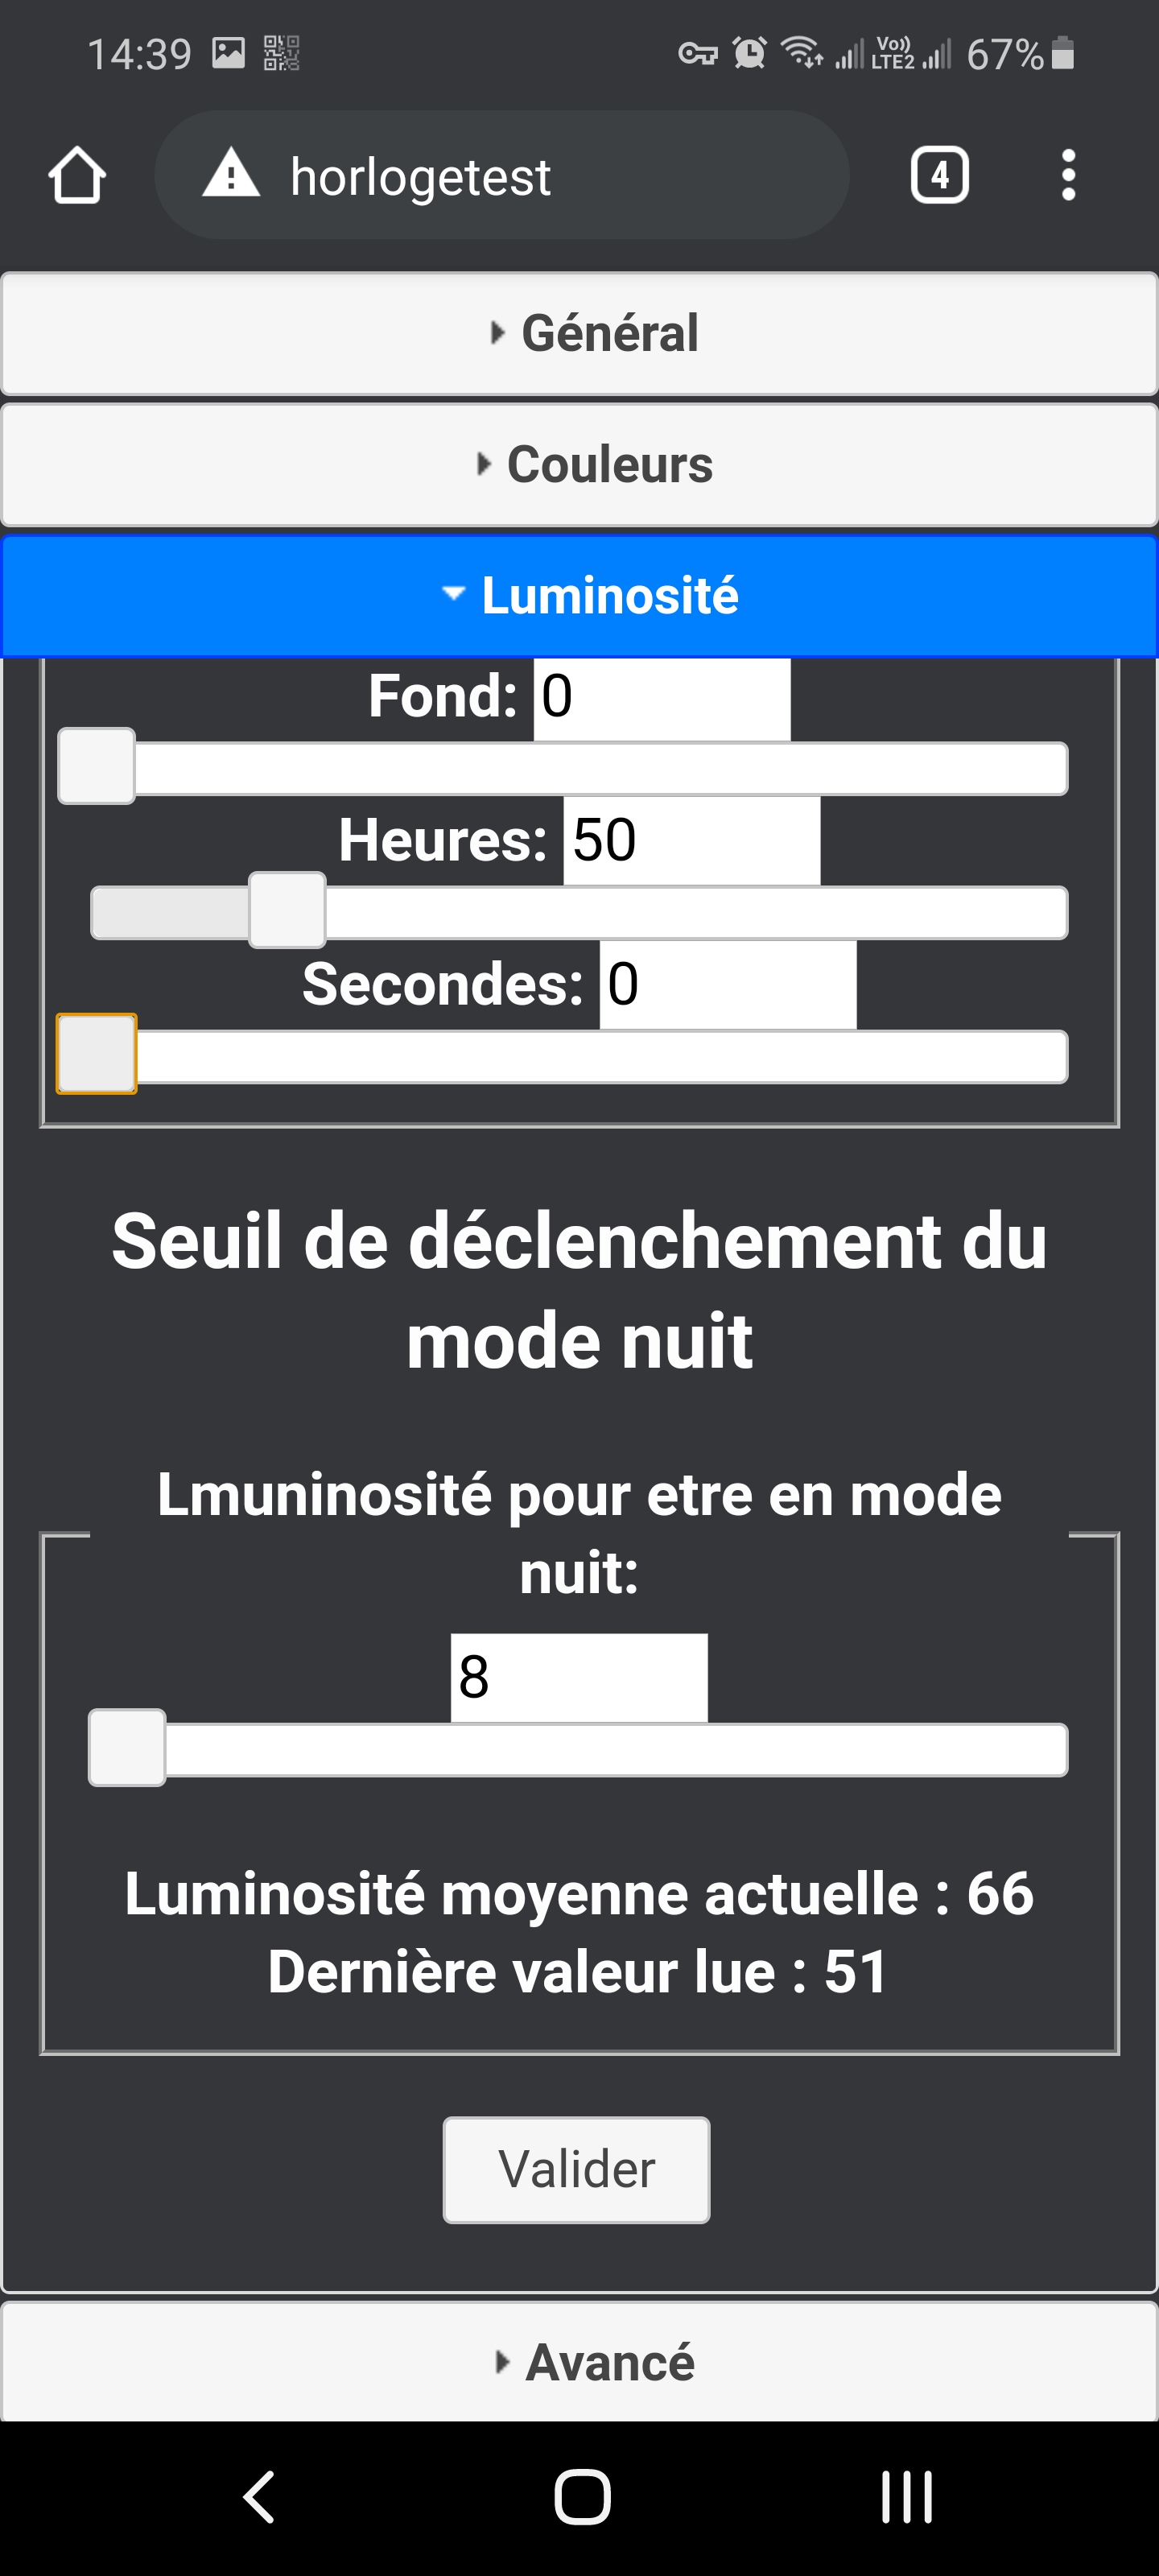 14:39 Vo)) LTE2 67%
horlogetest 4
Général
Couleurs
Luminosité
Fond: 0
Heures: 50
Secondes: 0
Seuil de déclenchement du
mode nuit
Lmuninosité pour etre en mode
nuit:
8
Luminosité moyenne actuelle : 66
Dernière valeur lue : 51
Valider
Avancé